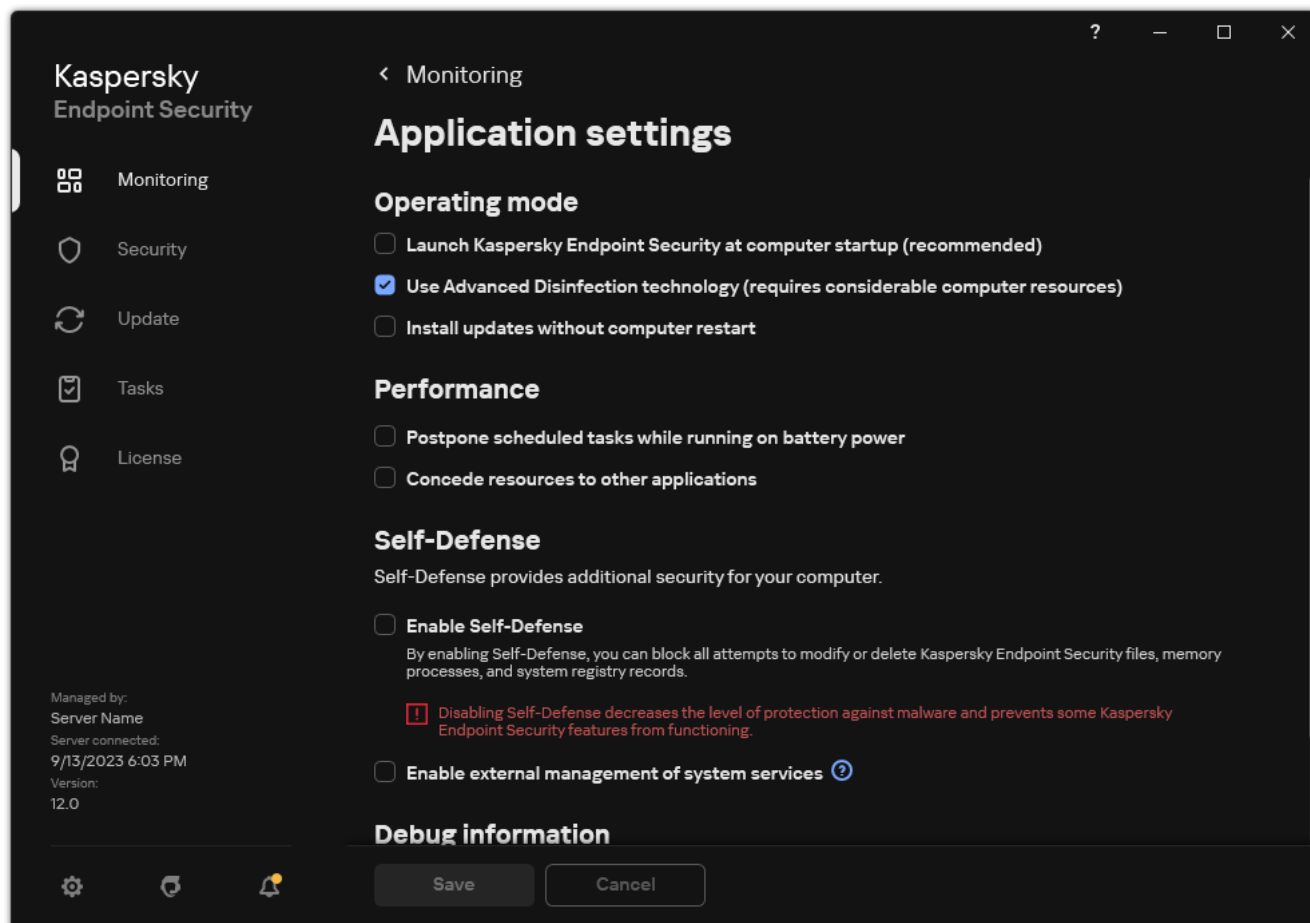 ?
Kaspersky
Endpoint Security
Monitoring
Security
Update
Tasks
License
Managed by:
Server Name
Server connected:
9/13/2023 6:03 PM
Version:
12.0
Monitoring
Application settings
Operating mode
Launch Kaspersky Endpoint Security at computer startup (recommended)
Use Advanced Disinfection technology (requires considerable computer resources)
Install updates without computer restart
Performance
Postpone scheduled tasks while running on battery power
Concede resources to other applications
Self-Defense
Self-Defense provides additional security for your computer.
Enable Self-Defense
By enabling Self-Defense, you can block all attempts to modify or delete Kaspersky Endpoint Security files, memory
processes, and system registry records.
Disabling Self-Defense decreases the level of protection against malware and prevents some Kaspersky
Endpoint Security features from functioning.
Enable external management of system services ?
Debug information
Save
Cancel